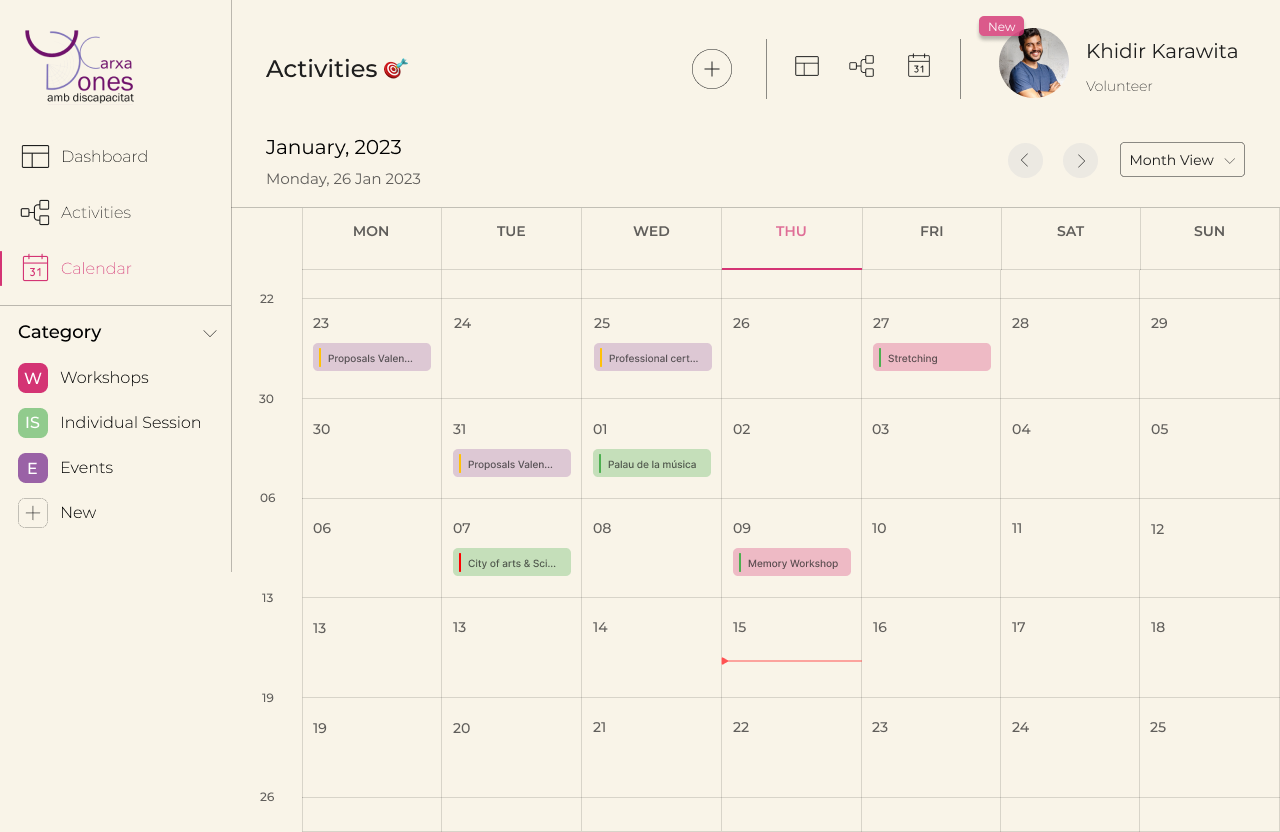 Xarxa
Dones
amb discapacitat
Dashboard
Activities
31
Calendar
Category
W
Workshops
IS
Individual Session
E
Events
New
Activities 🎯
31
New
Khidir Karawita
Volunteer
January, 2023
Monday, 26 Jan 2023
Month View
MON TUE WED THU FRI SAT SUN
22
23 24 25 26 27 28 29
Proposals Valen... Professional cert... Stretching
30
30 31 01 02 03 04 05
Proposals Valen... Palau de la música
06
06 07 08 09 10 11 12
City of arts & Sci... Memory Workshop
13
13 13 14 15 16 17 18
19
19 20 21 22 23 24 25
26